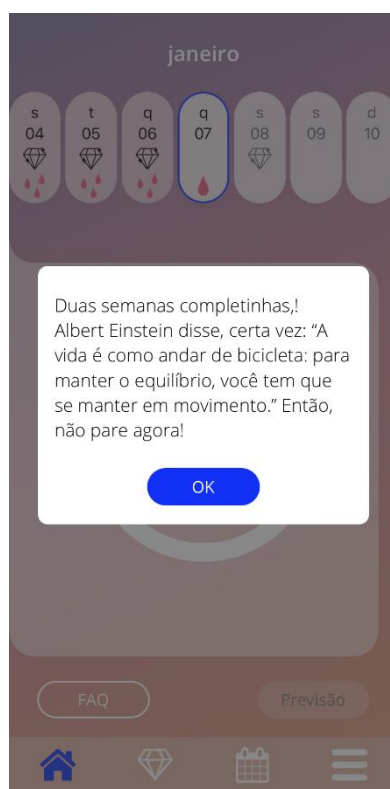 janeiro
s t q q s s d
04 05 06 07 08 09 10
Duas semanas completinhas,!
Albert Einstein disse, certa vez: “A
vida é como andar de bicicleta: para
manter o equilíbrio, você tem que
se manter em movimento.” Então,
não pare agora!
OK
FAQ Previsão